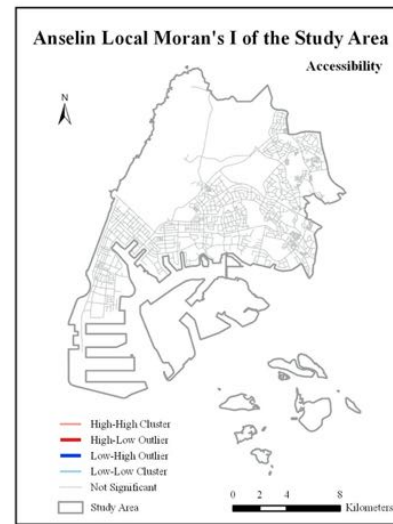 Anselin Local Moran's I of the Study Area
Accessibility
N
High-High Cluster
High-Low Outlier
Low-High Outlier
Low-Low Cluster
Not Significant
Study Area
0 2 4 8
Kilometers